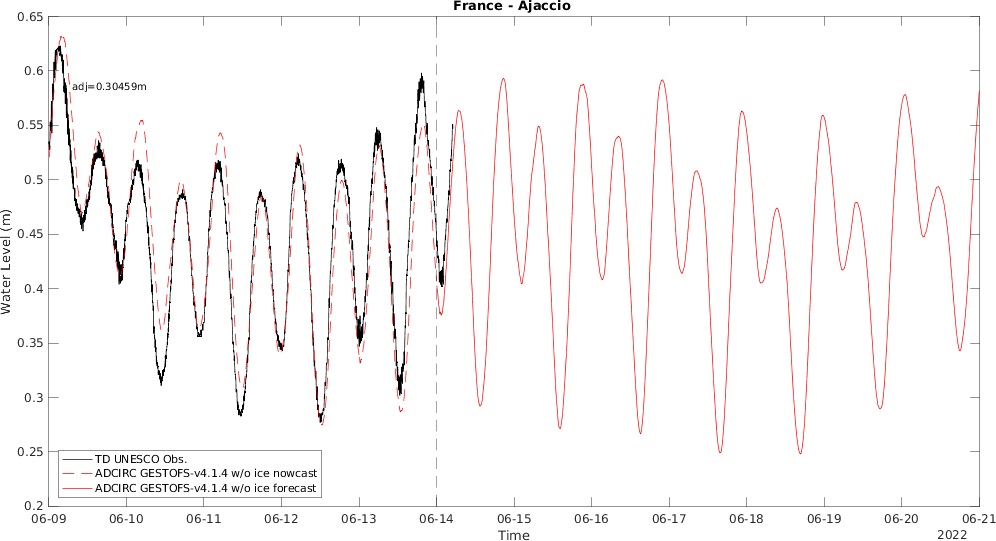 France - Ajaccio
0.65
0.6
0.55
0.5
0.45
0.4
0.35
0.3
0.25
0.2
Water Level (m)
adj=0.30459m
TD UNESCO Obs.
ADCIRC GESTOFS-v4.1.4 w/o ice nowcast
ADCIRC GESTOFS-v4.1.4 w/o ice forecast
06-09 06-10 06-11 06-12 06-13 06-14 06-15 06-16 06-17 06-18 06-19 06-20 06-21
Time
2022